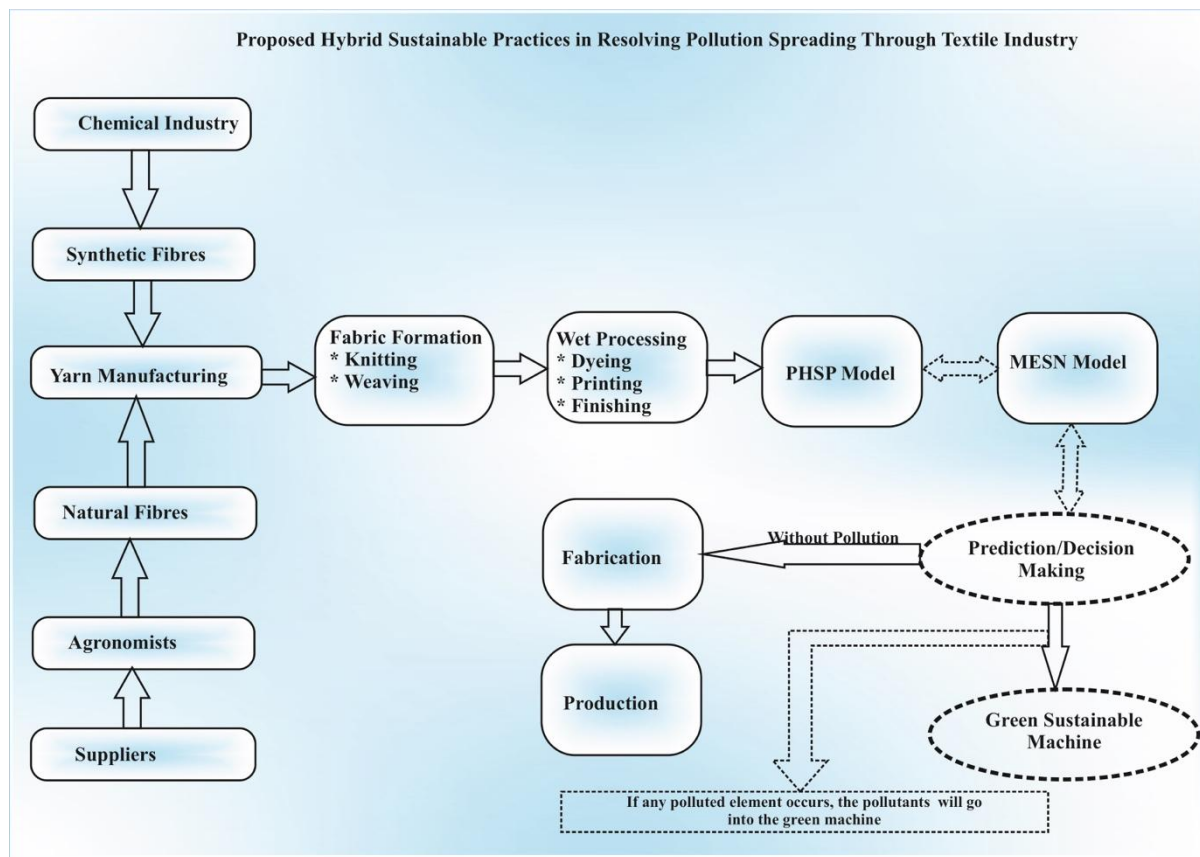 Proposed Hybrid Sustainable Practices in Resolving Pollution Spreading Through Textile Industry
Chemical Industry
Synthetic Fibres
Yarn Manufacturing
Natural Fibres
Agronomists
Suppliers
Fabric Formation
* Knitting
* Weaving
Wet Processing
* Dyeing
* Printing
* Finishing
PHSP Model
MESN Model
Prediction/Decision
Making
Without Pollution
Fabrication
Production
Green Sustainable
Machine
If any polluted element occurs, the pollutants will go
into the green machine